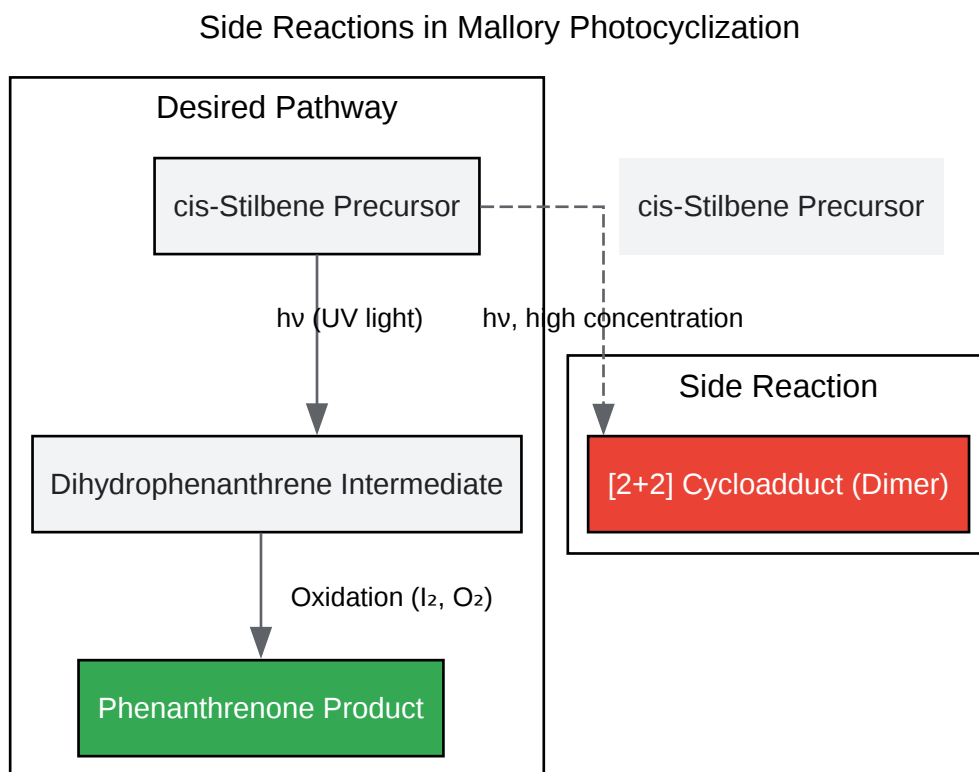 Side Reactions in Mallory Photocyclization
Desired Pathway
cis-Stilbene Precursor
cis-Stilbene Precursor
hν (UV light)
hν, high concentration
Side Reaction
Dihydrophenanthrene Intermediate
[2+2] Cycloadduct (Dimer)
Oxidation (I₂, O₂)
Phenanthrenone Product